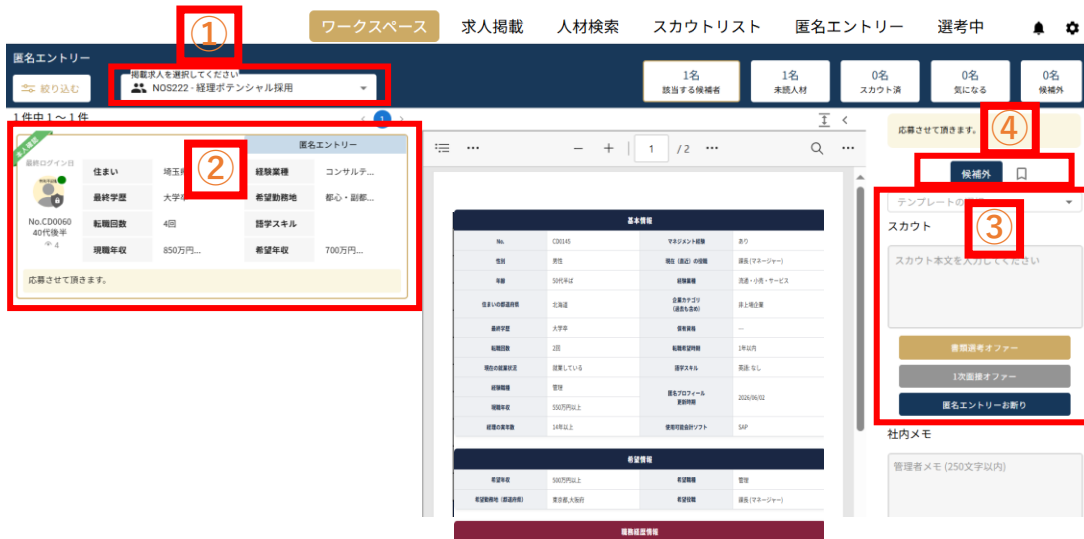 ワークスペース 求人掲載 人材検索 スカウトリスト 匿名エントリー 選考中
①
匿名エントリー
絞り込む
掲載求人を選択してください
NOS222 - 経理ポテンシャル採用
1名 該当する候補者
1名 未読人材
0名 スカウト済
0名 気になる
0名 候補外
1件中1～1件
1
②
匿名エントリー
最終ログイン日
No.CD0060
40代後半
4
住まい 埼玉 経験業種 コンサルテ...
最終学歴 大学 希望勤務地 都心・副都...
転職回数 4回 語学スキル
現職年収 850万円... 希望年収 700万円...
応募させて頂きます。
1 / 2
基本情報
No. CD0145 マネジメント経験 あり
性別 男性 現在（直近）の役職 課長 (マネージャー)
年齢 50代半ば 経験業種 流通・小売・サービス
住まいの都道府県 北海道 企業カテゴリ（過去も含め） 非上場企業
最終学歴 大学卒 保有資格 ―
転職回数 2回 転職希望時期 1年以内
現在の就業状況 就業している 語学スキル 英語: なし
経験職種 管理 匿名プロフィール更新時期 2026/06/02
現職年収 550万円以上
経理の実年数 14年以上 使用可能会計ソフト SAP
希望情報
希望年収 500万円以上 希望職種 管理
希望勤務地（都道府県） 東京都,大阪府 希望役職 課長 (マネージャー)
職務経歴情報
応募させて頂きます。
④
候補外
テンプレートの
③
スカウト
スカウト本文を入力してください
書類選考オファー
1次面接オファー
匿名エントリーお断り
社内メモ
管理者メモ (250文字以内)